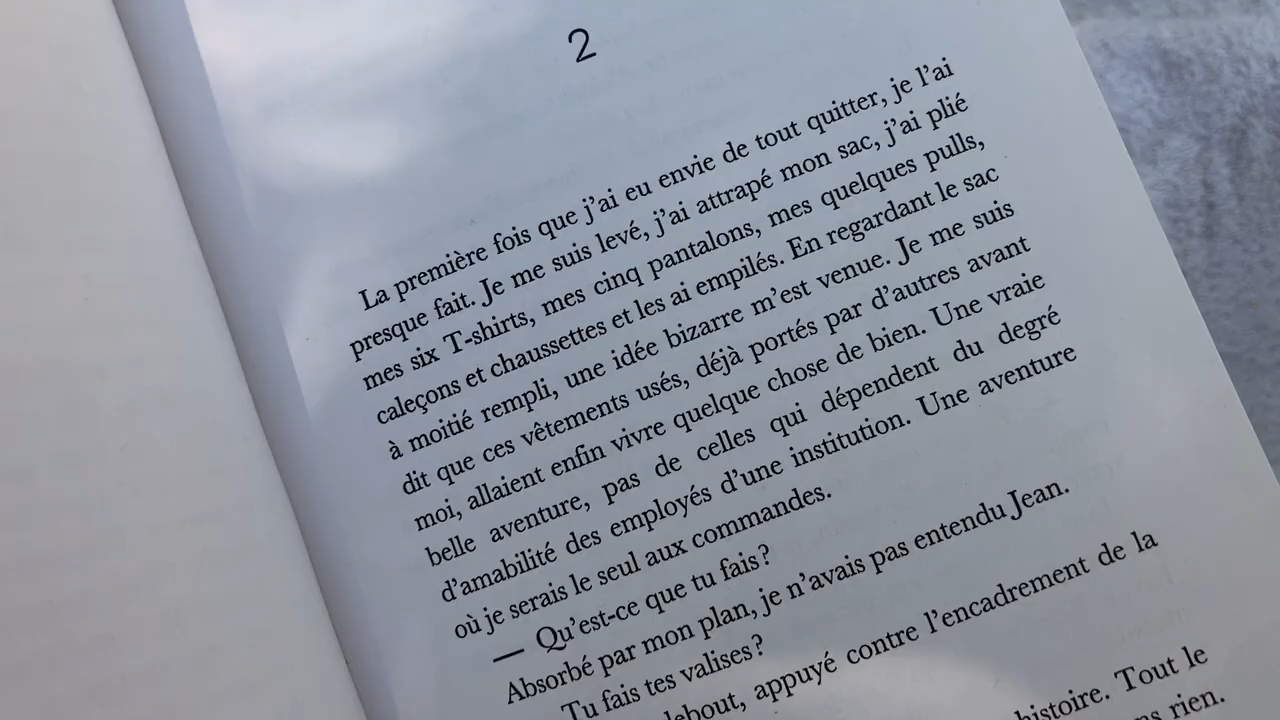 2
La première fois que j'ai eu envie de tout quitter, je l'ai
presque fait. Je me suis levé, j'ai attrapé mon sac, j'ai plié
mes six T-shirts, mes cinq pantalons, mes quelques pulls,
caleçons et chaussettes et les ai empilés. En regardant le sac
à moitié rempli, une idée bizarre m'est venue. Je me suis
dit que ces vêtements usés, déjà portés par d'autres avant
moi, allaient enfin vivre quelque chose de bien. Une vraie
belle aventure, pas de celles qui dépendent du degré
d'amabilité des employés d'une institution. Une aventure
où je serais le seul aux commandes.
— Qu'est-ce que tu fais?
Absorbé par mon plan, je n'avais pas entendu Jean.
Tu fais tes valises?
debout, appuyé contre l'encadrement de la
histoire. Tout le
rien.